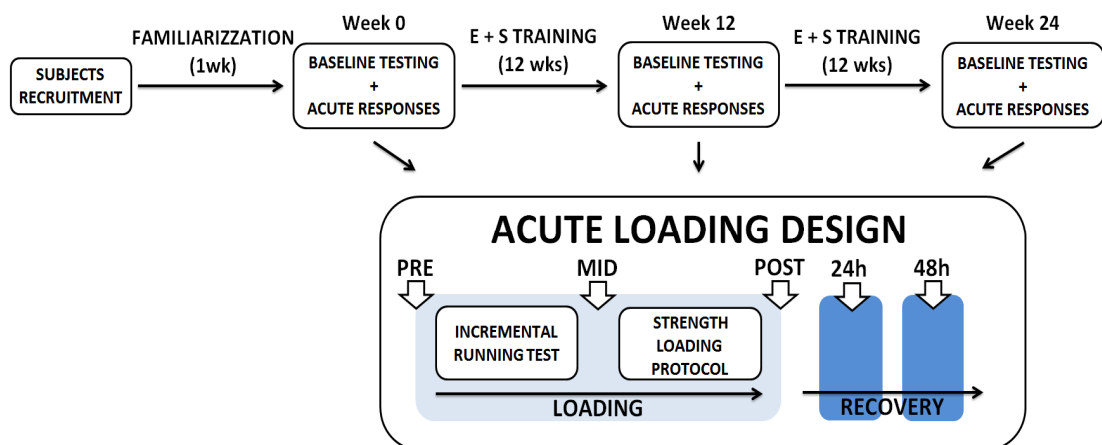 SUBJECTS
RECRUITMENT
FAMILIARIZZATION
(1wk)
Week 0
BASELINE TESTING
+
ACUTE RESPONSES
E + S TRAINING
(12 wks)
Week 12
BASELINE TESTING
+
ACUTE RESPONSES
E + S TRAINING
(12 wks)
Week 24
BASELINE TESTING
+
ACUTE RESPONSES
ACUTE LOADING DESIGN
PRE
MID
POST
24h
48h
INCREMENTAL
RUNNING TEST
STRENGTH
LOADING
PROTOCOL
LOADING
RECOVERY